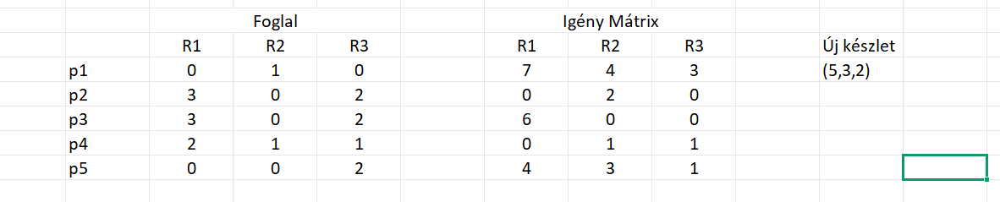 Foglal Igény Mátrix
R1 R2 R3 R1 R2 R3 Új készlet
p1 0 1 0 7 4 3 (5,3,2)
p2 3 0 2 0 2 0
p3 3 0 2 6 0 0
p4 2 1 1 0 1 1
p5 0 0 2 4 3 1